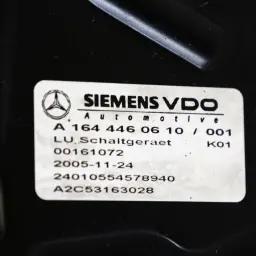 SIEMENS VDO
Automotive
A 164 446 06 10 / 001
LU Schaltgeraet K01
00161072
2005-11-24
24010554578940
A2C53163028